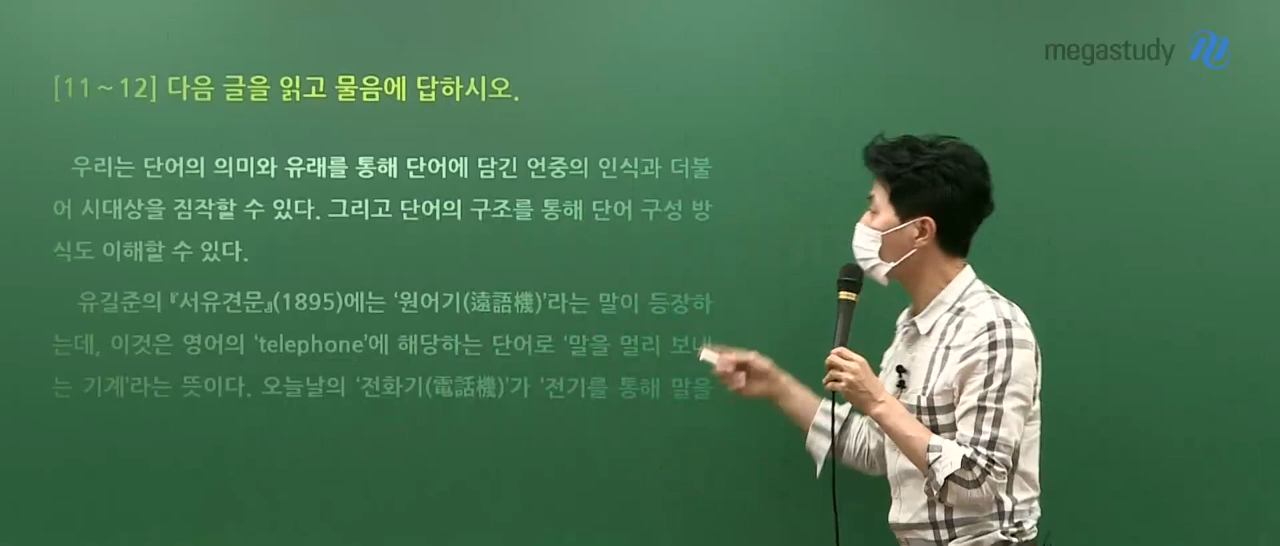 megastudy
[11~12] 다음 글을 읽고 물음에 답하시오.
우리는 단어의 의미와 유래를 통해 단어에 담긴 언중의 인식과 더불
어 시대상을 짐작할 수 있다. 그리고 단어의 구조를 통해 단어 구성 방
식도 이해할 수 있다.
유길준의 『서유견문』(1895)에는 ‘원어기(遠語機)’라는 말이 등장하
는데, 이것은 영어의 ‘telephone’에 해당하는 단어로 ‘말을 멀리 보내
는 기계’라는 뜻이다. 오늘날의 ‘전화기(電話機)’가 ‘전기를 통해 말을